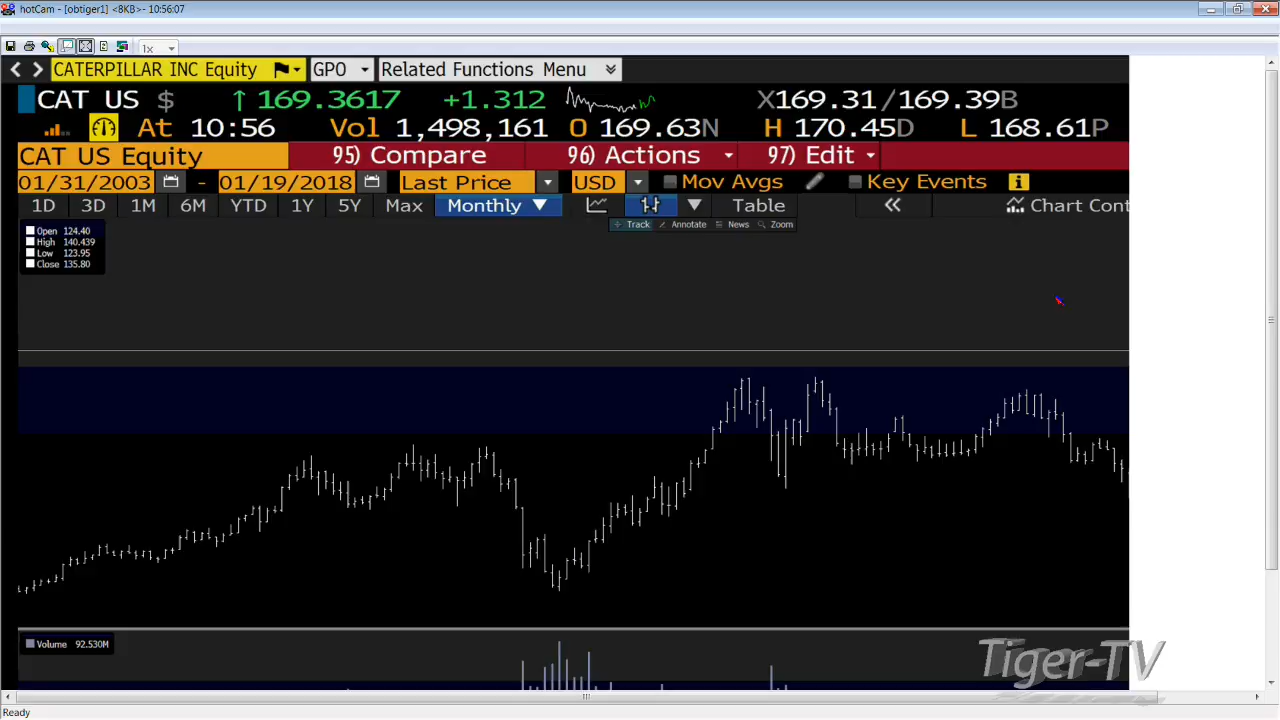 hotCam - [obtiger1] <8KB>- 10:56:07
1x
CATERPILLAR INC Equity GPO Related Functions Menu
CAT US $ ↑ 169.3617 +1.312 X169.31/169.39B
At 10:56 Vol 1,498,161 O 169.63N H 170.45D L 168.61P
CAT US Equity 95) Compare 96) Actions 97) Edit
01/31/2003 - 01/19/2018 Last Price USD Mov Avgs Key Events i
1D 3D 1M 6M YTD 1Y 5Y Max Monthly ▼ Table « Chart Cont
Track Annotate News Zoom
Open 124.40
High 140.439
Low 123.95
Close 135.80
Volume 92.530M
Tiger-TV
Ready